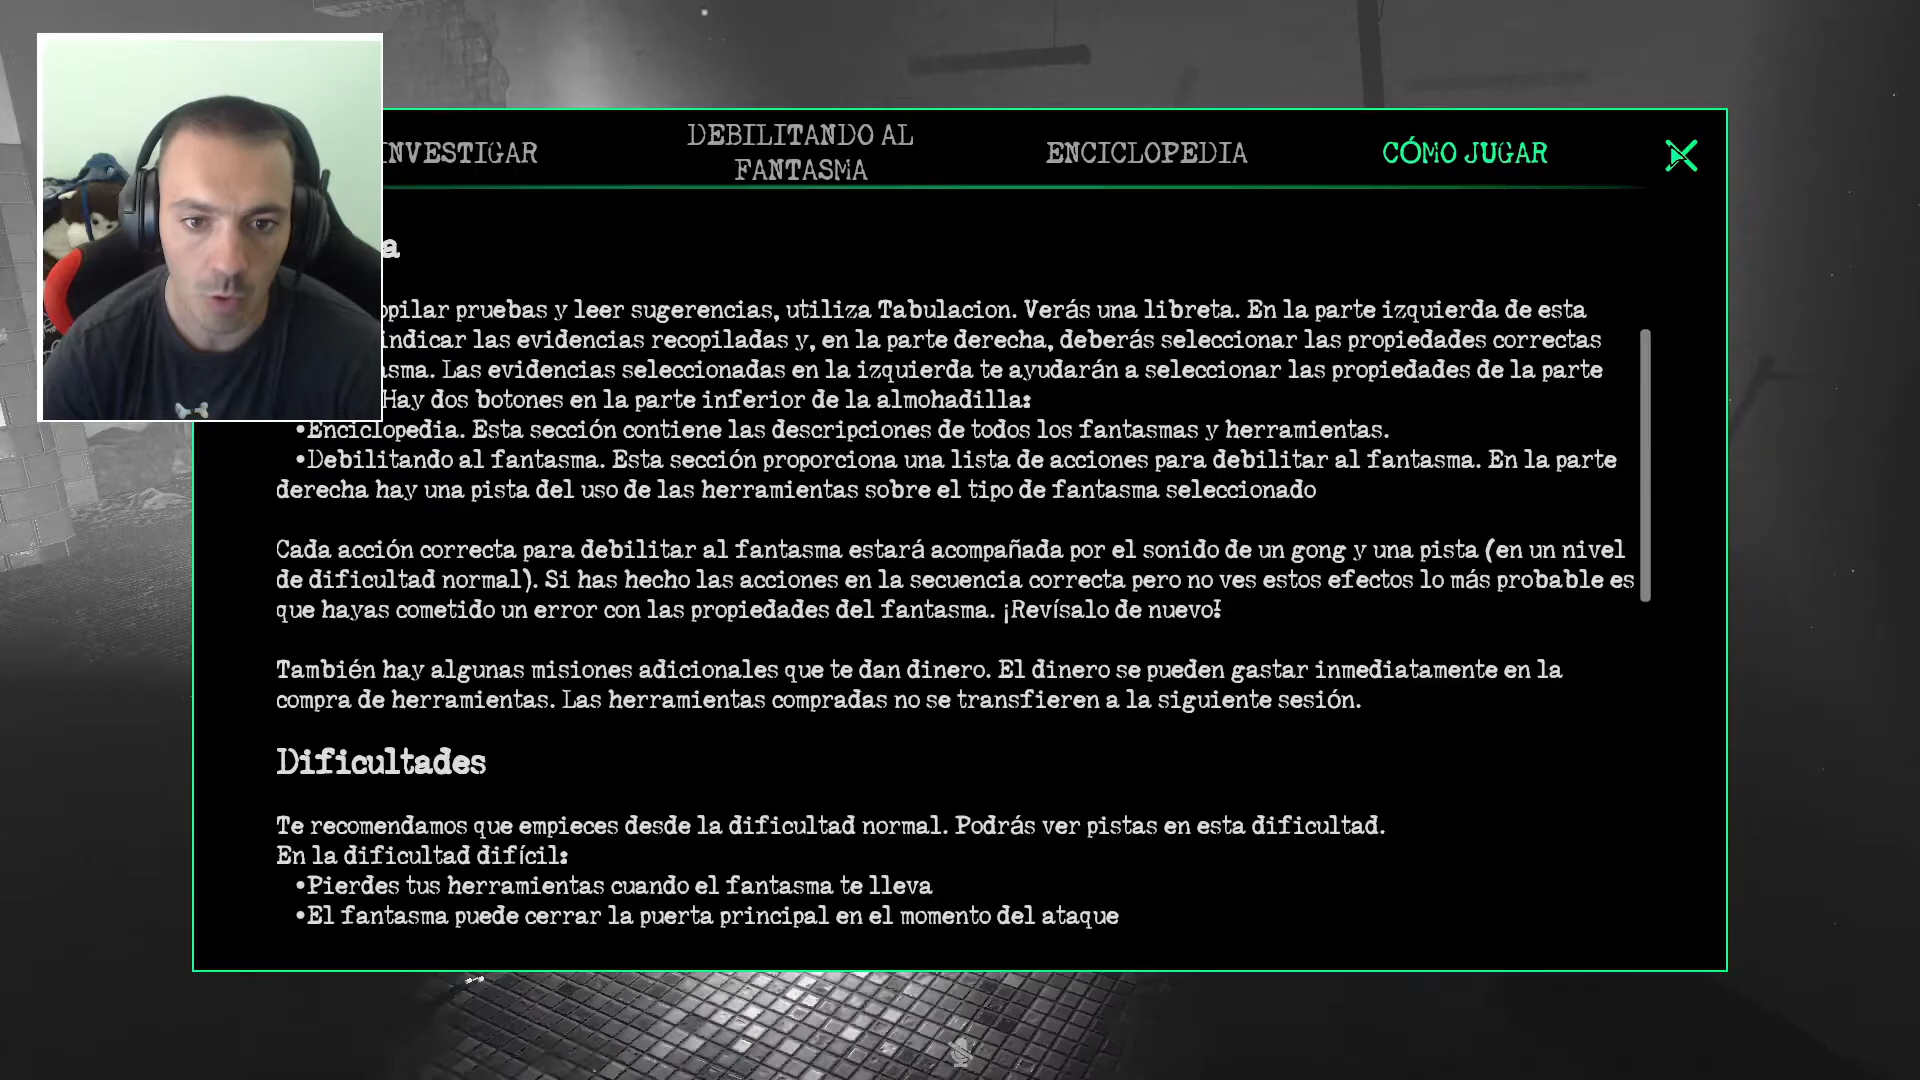 NVESTIGAR
DEBILITANDO AL
FANTASMA
ENCICLOPEDIA
CÓMO JUGAR
a
opilar pruebas y leer sugerencias, utiliza Tabulacion. Verás una libreta. En la parte izquierda de esta
indicar las evidencias recopiladas y, en la parte derecha, deberás seleccionar las propiedades correctas
asma. Las evidencias seleccionadas en la izquierda te ayudarán a seleccionar las propiedades de la parte
Hay dos botones en la parte inferior de la almohadilla:
•Enciclopedia. Esta sección contiene las descripciones de todos los fantasmas y herramientas.
•Debilitando al fantasma. Esta sección proporciona una lista de acciones para debilitar al fantasma. En la parte
derecha hay una pista del uso de las herramientas sobre el tipo de fantasma seleccionado
Cada acción correcta para debilitar al fantasma estará acompañada por el sonido de un gong y una pista (en un nivel
de dificultad normal). Si has hecho las acciones en la secuencia correcta pero no ves estos efectos lo más probable es
que hayas cometido un error con las propiedades del fantasma. ¡Revísalo de nuevo!
También hay algunas misiones adicionales que te dan dinero. El dinero se pueden gastar inmediatamente en la
compra de herramientas. Las herramientas compradas no se transfieren a la siguiente sesión.
Dificultades
Te recomendamos que empieces desde la dificultad normal. Podrás ver pistas en esta dificultad.
En la dificultad difícil:
•Pierdes tus herramientas cuando el fantasma te lleva
•El fantasma puede cerrar la puerta principal en el momento del ataque